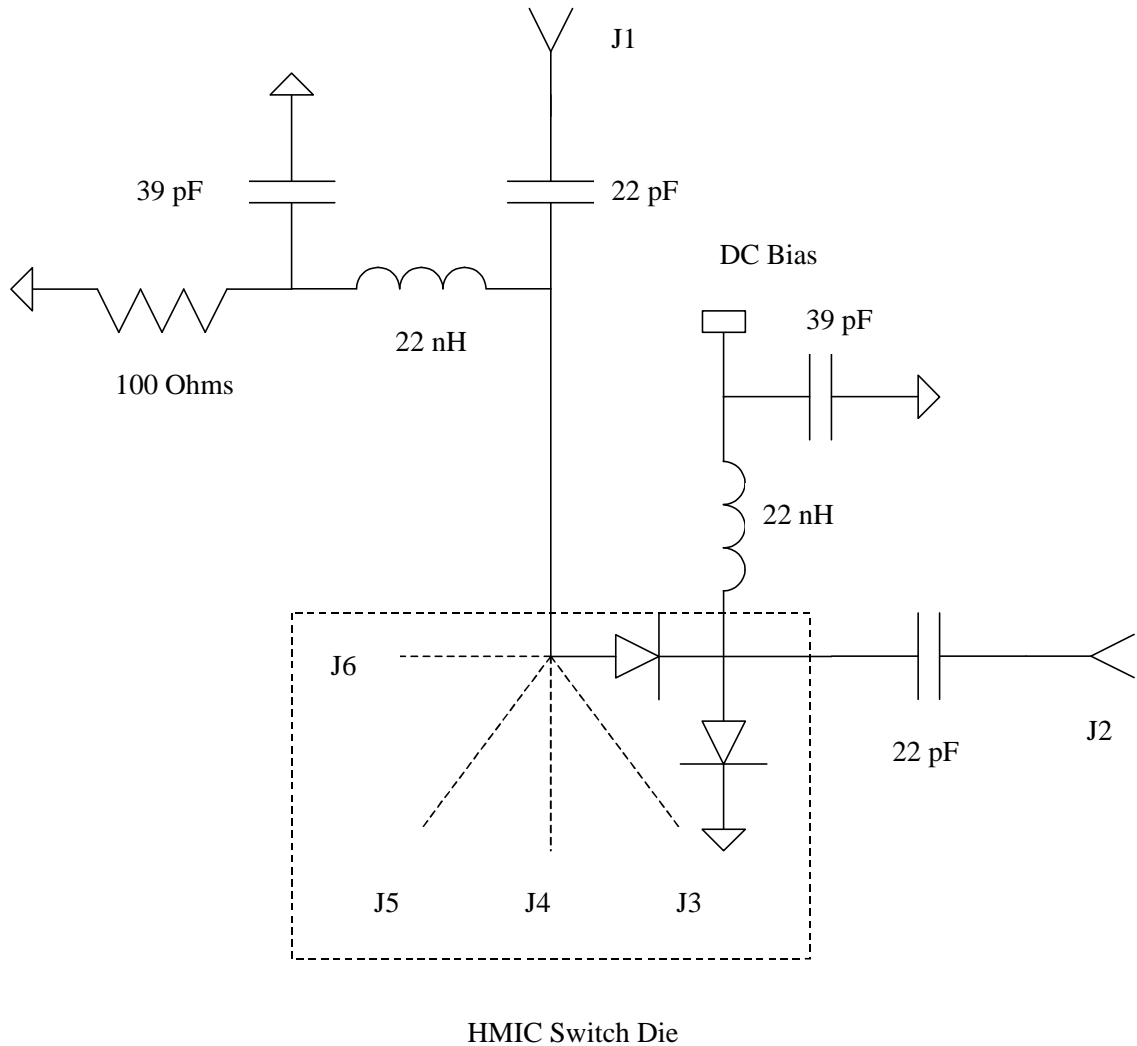 J1
39 pF
22 pF
DC Bias
39 pF
22 nH
100 Ohms
22 nH
J6
J2
22 pF
J5
J4
J3
HMIC Switch Die